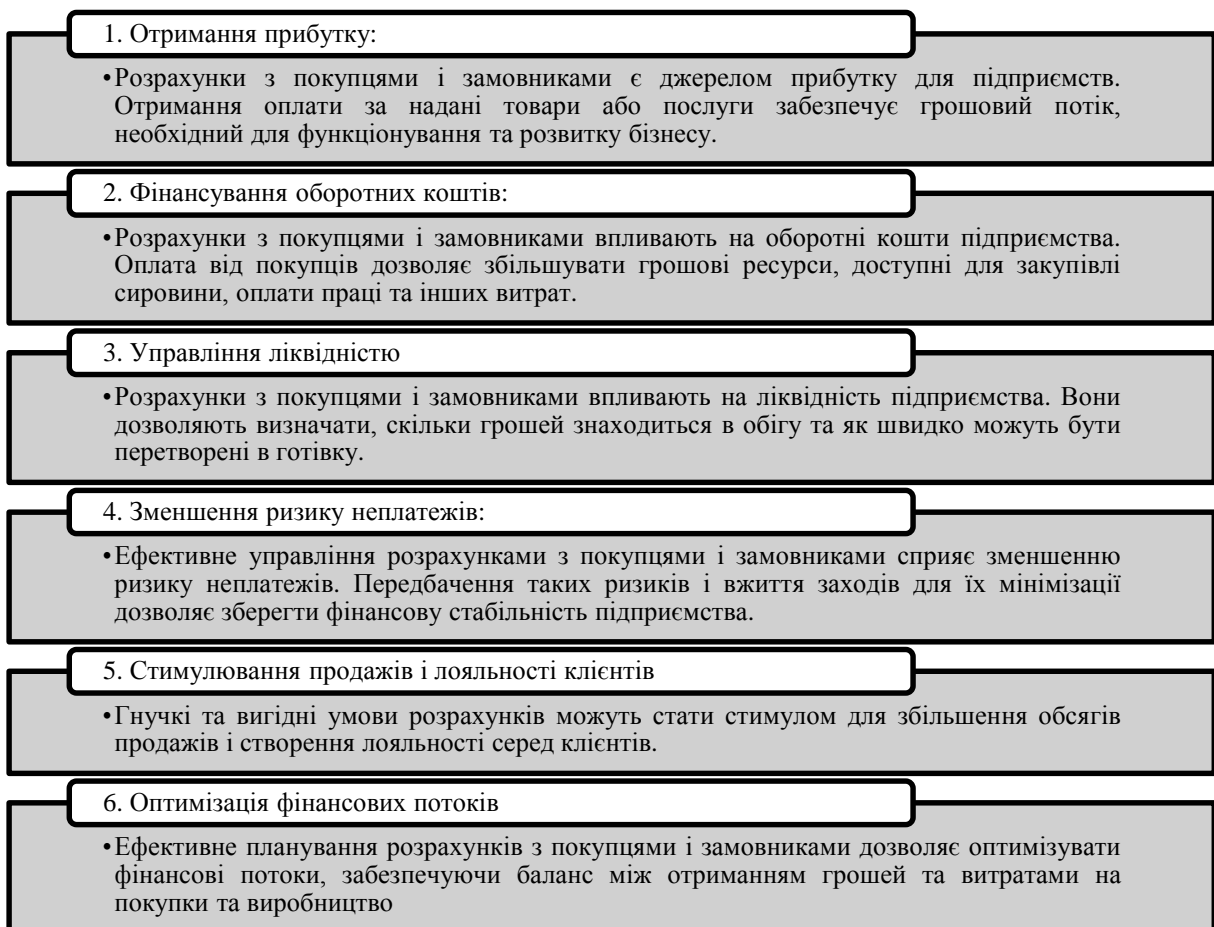 1. Отримання прибутку:
•Розрахунки з покупцями і замовниками є джерелом прибутку для підприємств.
Отримання оплати за надані товари або послуги забезпечує грошовий потік,
необхідний для функціонування та розвитку бізнесу.
2. Фінансування оборотних коштів:
•Розрахунки з покупцями і замовниками впливають на оборотні кошти підприємства.
Оплата від покупців дозволяє збільшувати грошові ресурси, доступні для закупівлі
сировини, оплати праці та інших витрат.
3. Управління ліквідністю
•Розрахунки з покупцями і замовниками впливають на ліквідність підприємства. Вони
дозволяють визначати, скільки грошей знаходиться в обігу та як швидко можуть бути
перетворені в готівку.
4. Зменшення ризику неплатежів:
•Ефективне управління розрахунками з покупцями і замовниками сприяє зменшенню
ризику неплатежів. Передбачення таких ризиків і вжиття заходів для їх мінімізації
дозволяє зберегти фінансову стабільність підприємства.
5. Стимулювання продажів і лояльності клієнтів
•Гнучкі та вигідні умови розрахунків можуть стати стимулом для збільшення обсягів
продажів і створення лояльності серед клієнтів.
6. Оптимізація фінансових потоків
•Ефективне планування розрахунків з покупцями і замовниками дозволяє оптимізувати
фінансові потоки, забезпечуючи баланс між отриманням грошей та витратами на
покупки та виробництво